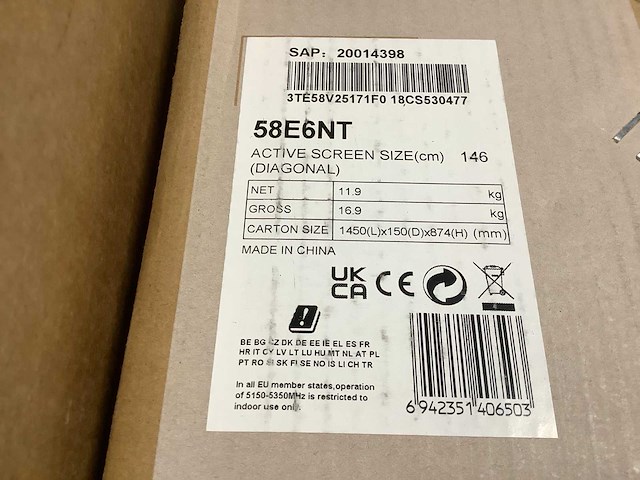 SAP: 20014398
3TE58V25171F0 18CS530477
58E6NT
ACTIVE SCREEN SIZE(cm) 146
(DIAGONAL)
NET 11.9 kg
GROSS 16.9 kg
CARTON SIZE 1450(L)x150(D)x874(H) (mm)
MADE IN CHINA
UK
CA CE
BE BG CZ DK DE EE IE EL ES FR
HR IT CY LV LT LU HU MT NL AT PL
PT RO SI SK FI SE NO IS LI CH TR
In all EU member states,operation
of 5150-5350MHz is restricted to
indoor use only.
6 942351 406503